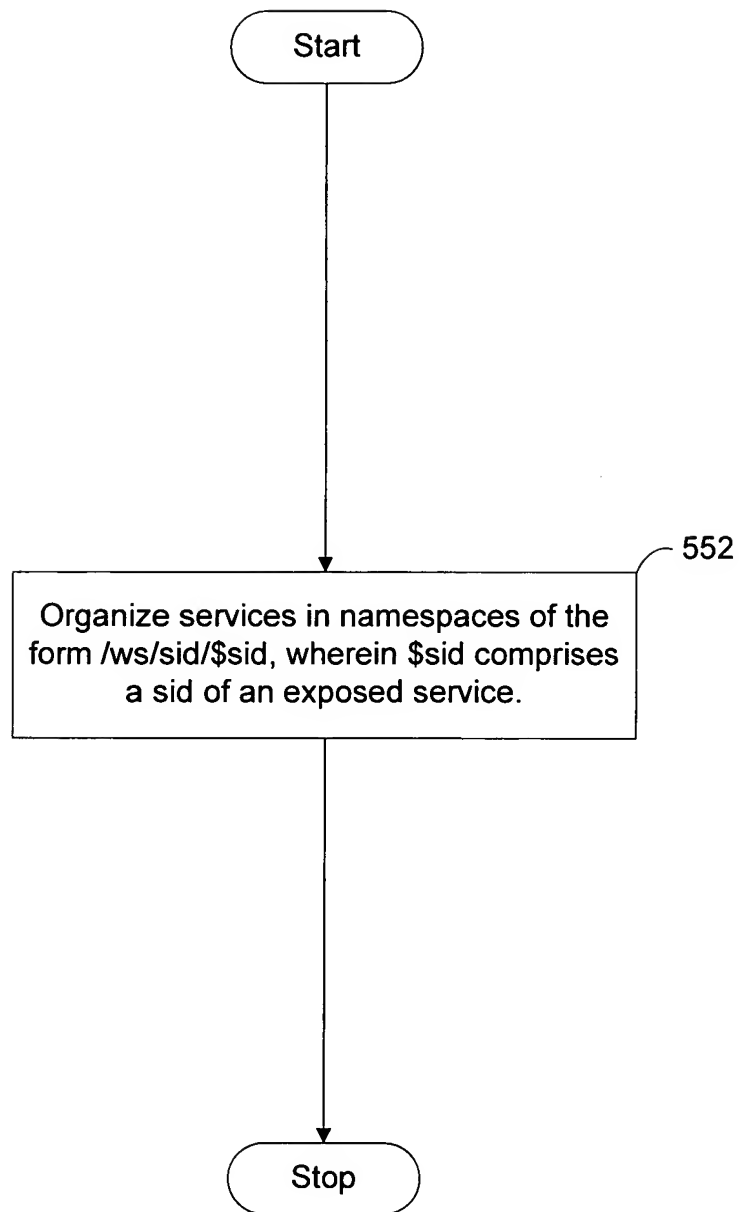 Start
552
Organize services in namespaces of the
form /ws/sid/$sid, wherein $sid comprises
a sid of an exposed service.
Stop